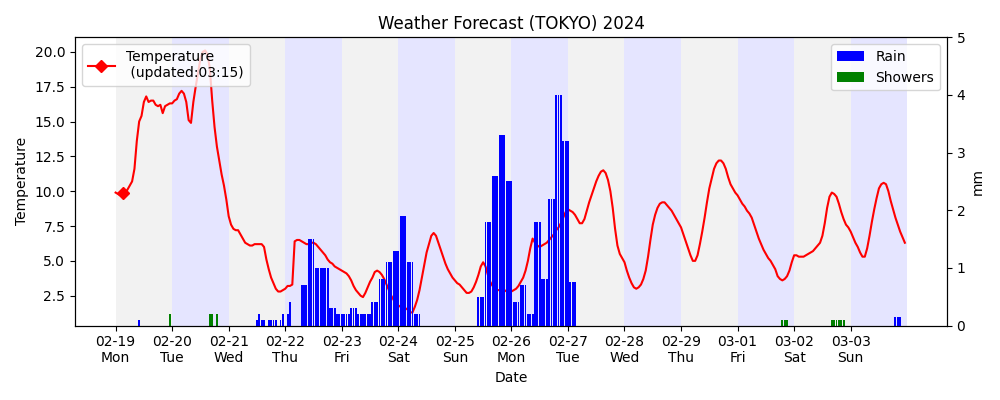 Weather Forecast (TOKYO) 2024
Temperature
(updated:03:15)
Rain
Showers
Temperature
20.0
17.5
15.0
12.5
10.0
7.5
5.0
2.5
5
4
3
2
1
0
mm
02-19 02-20 02-21 02-22 02-23 02-24 02-25 02-26 02-27 02-28 02-29 03-01 03-02 03-03
Mon Tue Wed Thu Fri Sat Sun Mon Tue Wed Thu Fri Sat Sun
Date